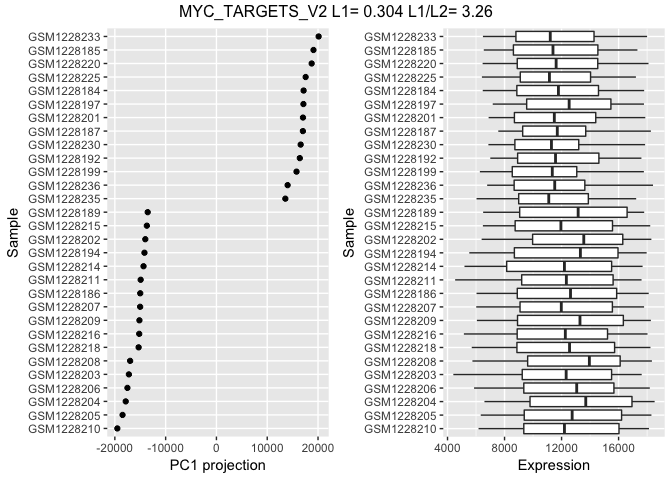 MYC_TARGETS_V2 L1= 0.304 L1/L2= 3.26
Sample
GSM1228233
GSM1228185
GSM1228220
GSM1228225
GSM1228184
GSM1228197
GSM1228201
GSM1228187
GSM1228230
GSM1228192
GSM1228199
GSM1228236
GSM1228235
GSM1228189
GSM1228215
GSM1228202
GSM1228194
GSM1228214
GSM1228211
GSM1228186
GSM1228207
GSM1228209
GSM1228216
GSM1228218
GSM1228208
GSM1228203
GSM1228206
GSM1228204
GSM1228205
GSM1228210
-20000 -10000 0 10000 20000
PC1 projection
Sample
GSM1228233
GSM1228185
GSM1228220
GSM1228225
GSM1228184
GSM1228197
GSM1228201
GSM1228187
GSM1228230
GSM1228192
GSM1228199
GSM1228236
GSM1228235
GSM1228189
GSM1228215
GSM1228202
GSM1228194
GSM1228214
GSM1228211
GSM1228186
GSM1228207
GSM1228209
GSM1228216
GSM1228218
GSM1228208
GSM1228203
GSM1228206
GSM1228204
GSM1228205
GSM1228210
4000 8000 12000 16000
Expression